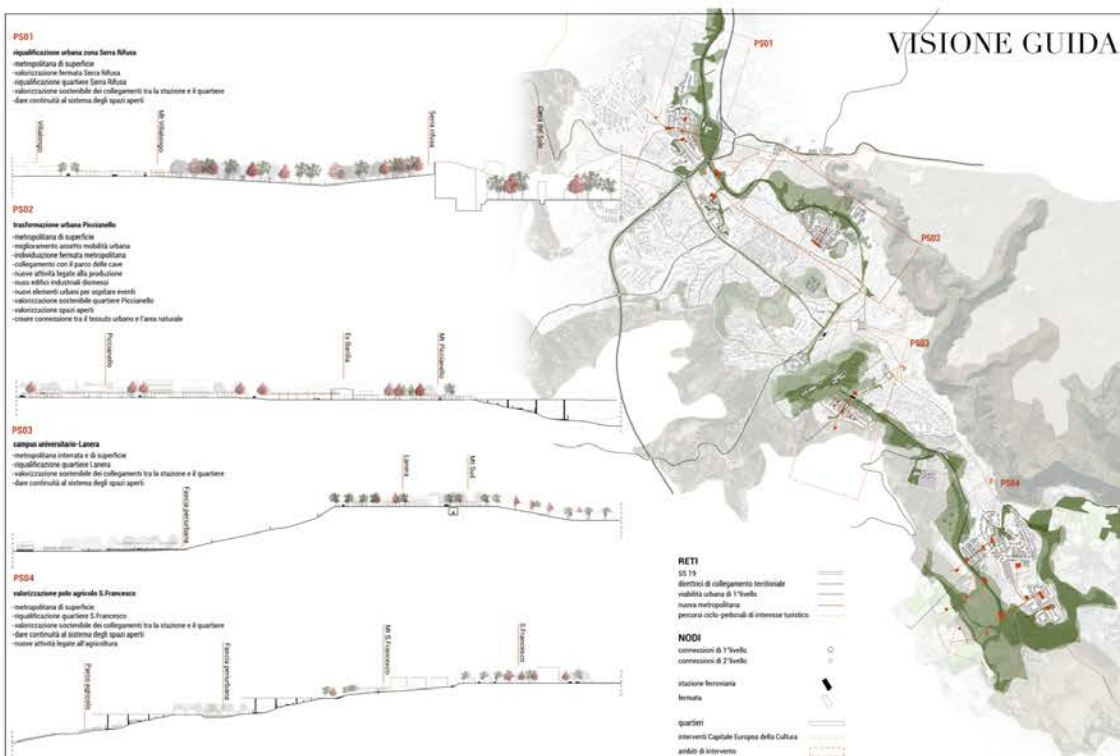 VISIONE GUIDA
PS01
riqualificazione urbana zona Serra Rifusa
-metropolitana di superficie
-valorizzazione fermata Serra Rifusa
-riqualificazione quartiere Serra Rifusa
-valorizzazione sostenibile dei collegamenti tra la stazione e il quartiere
-dare continuità al sistema degli spazi aperti
Villalongo
Mt Villalongo
Serra rifusa
PS02
trasformazione urbana Piccianello
-metropolitana di superficie
-miglioramento assetto mobilità urbana
-individuazione fermata metropolitana
-collegamento con il parco delle cave
-nuove attività legate alla produzione
-riuso edifici industriali dismessi
-nuovi elementi urbani per ospitare eventi
-valorizzazione sostenibile quartiere Piccianello
-valorizzazione spazi aperti
-creare connessione tra il tessuto urbano e l'area naturale
Piccianello
Ex Barilla
Mt Piccianello
PS03
campus universitario-Lanera
-metropolitana interrata e di superficie
-riqualificazione quartiere Lanera
-valorizzazione sostenibile dei collegamenti tra la stazione e il quartiere
-dare continuità al sistema degli spazi aperti
Fascia periurbana
Lanera
Mt Sud
PS04
valorizzazione polo agricolo S.Francesco
-metropolitana di superficie
-riqualificazione quartiere S.Francesco
-valorizzazione sostenibile dei collegamenti tra la stazione e il quartiere
-dare continuità al sistema degli spazi aperti
-nuove attività legate all'agricoltura
Parco agricolo
Fascia periurbana
Mt S.Francesco
S.Francesco
PS01
PS02
PS03
PS04
RETI
SS 19
direttrici di collegamento territoriale
viabilità urbana di 1°livello
nuova metropolitana
percorsi ciclo-pedonali di interesse turistico
NODI
connessioni di 1°livello
connessioni di 2°livello
stazione ferroviaria
fermata
quartieri
interventi Capitale Europea della Cultura
ambiti di intervento